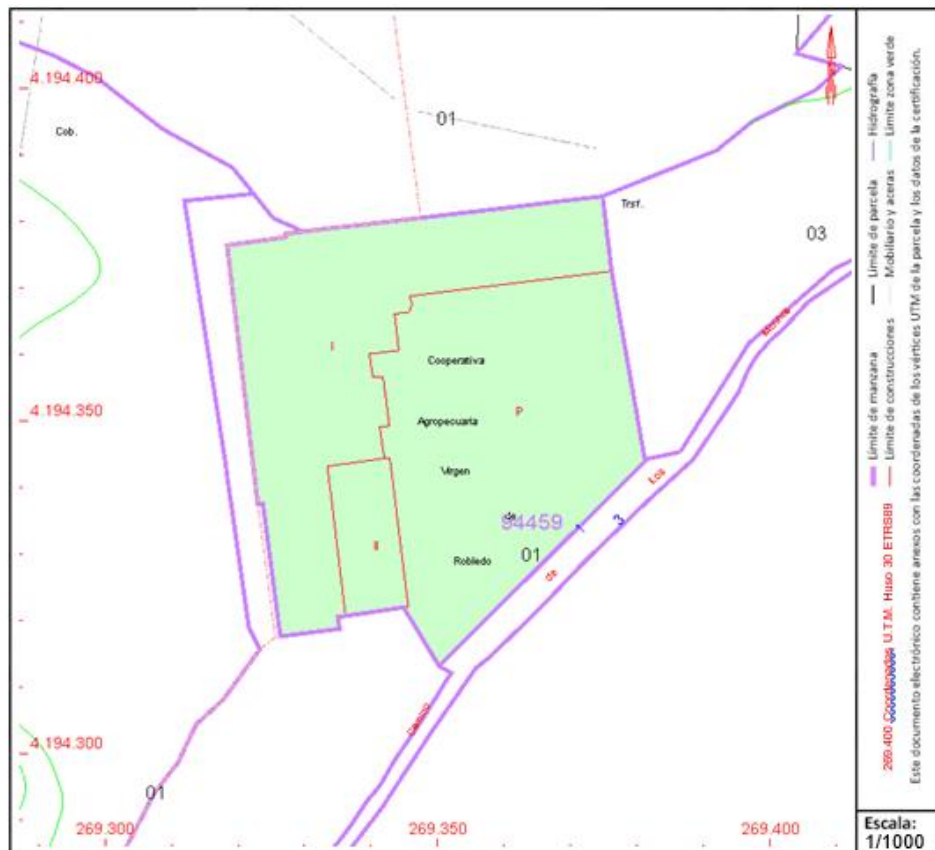 4.194.400
01
Cob.
Trst.
03
I
Cooperativa
4.194.350
P
Agropecuaria
Virgen
de
94459
1
3
Los
II
01
Robledo
de
4.194.300
01
269.300
269.350
269.400
Límite de manzana
Límite de parcela
Hidrografía
Límite de construcciones
Mobiliario y aceras
Límite zona verde
269.400 Coordenadas U.T.M. Huso 30 ETRS89
Este documento electrónico contiene anexos con las coordenadas de los vértices UTM de la parcela y los datos de la certificación.
Escala:
1/1000